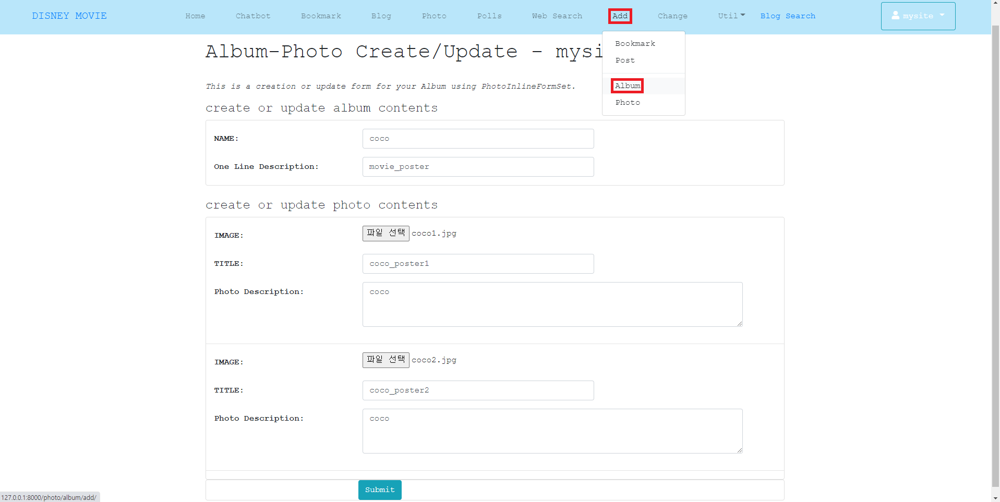 DISNEY MOVIE Home Chatbot Bookmark Blog Photo Polls Web Search Add Change Util Blog Search mysite
Bookmark
Post
Album
Photo
Album-Photo Create/Update - mysi
This is a creation or update form for your Album using PhotoInlineFormSet.
create or update album contents
NAME: coco
One Line Description: movie_poster
create or update photo contents
IMAGE: 파일 선택 coco1.jpg
TITLE: coco_poster1
Photo Description: coco
IMAGE: 파일 선택 coco2.jpg
TITLE: coco_poster2
Photo Description: coco
Submit
127.0.0.1:8000/photo/album/add/